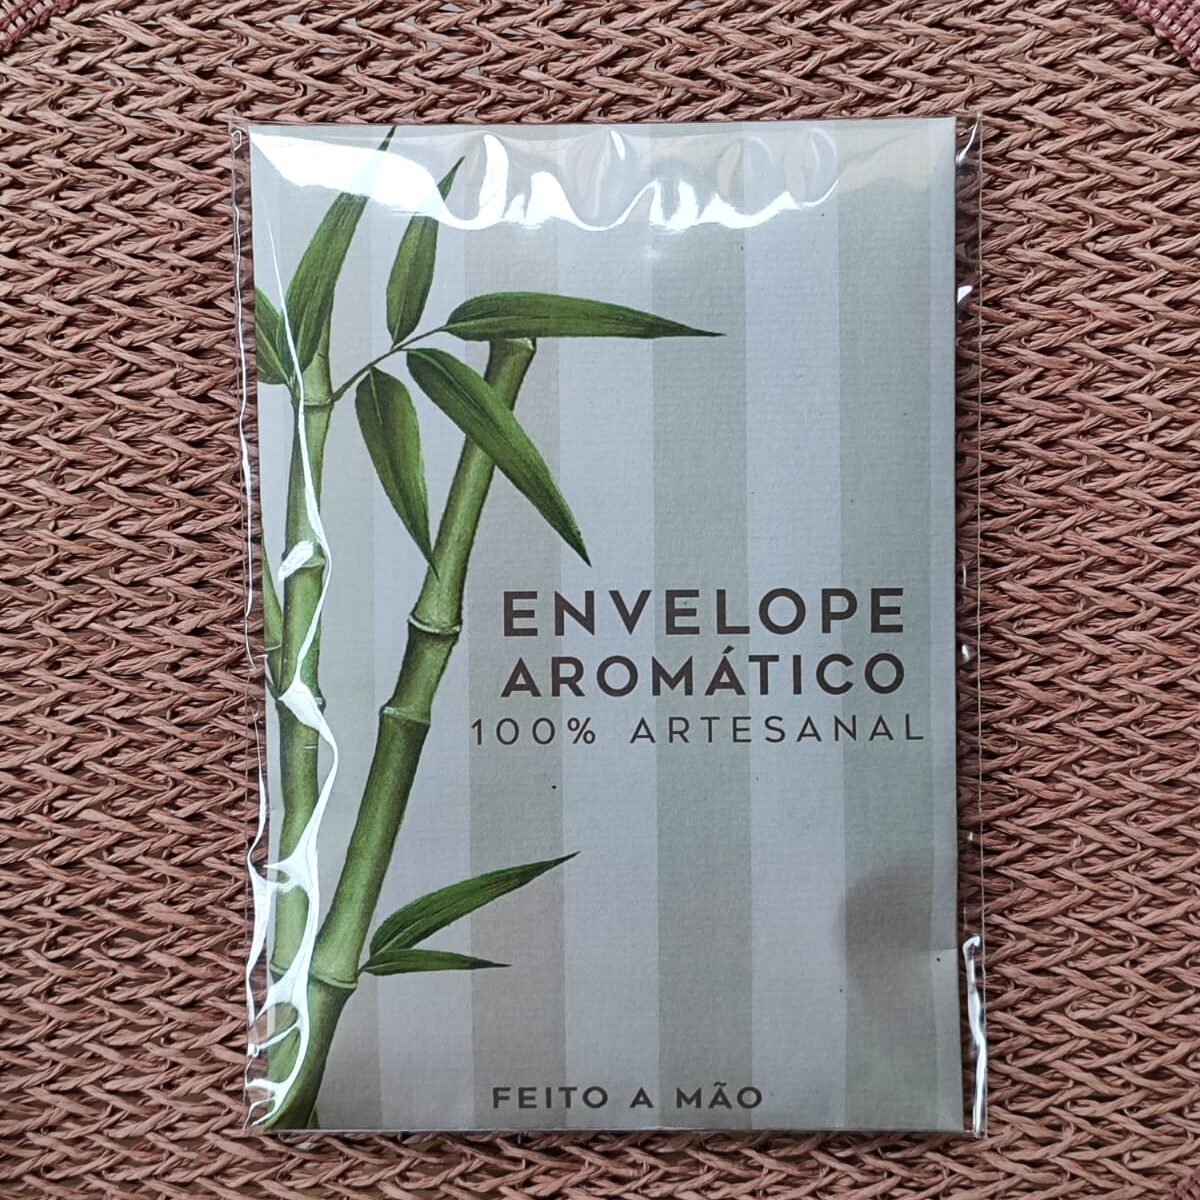 ENVELOPE
AROMÁTICO
100% ARTESANAL
FEITO A MÃO